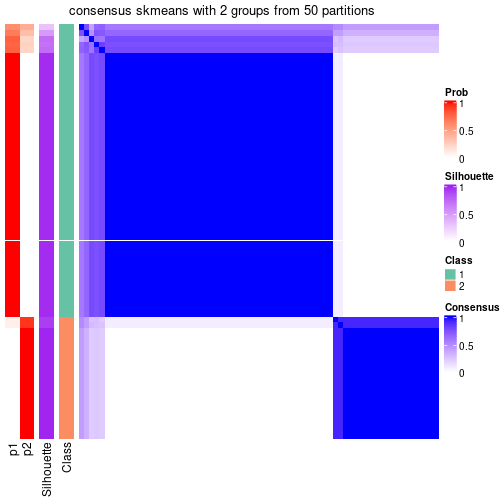 consensus skmeans with 2 groups from 50 partitions
Prob
1
0.5
0
Silhouette
1
0.5
0
Class
1
2
Consensus
1
0.5
0
p1
p2
Silhouette
Class